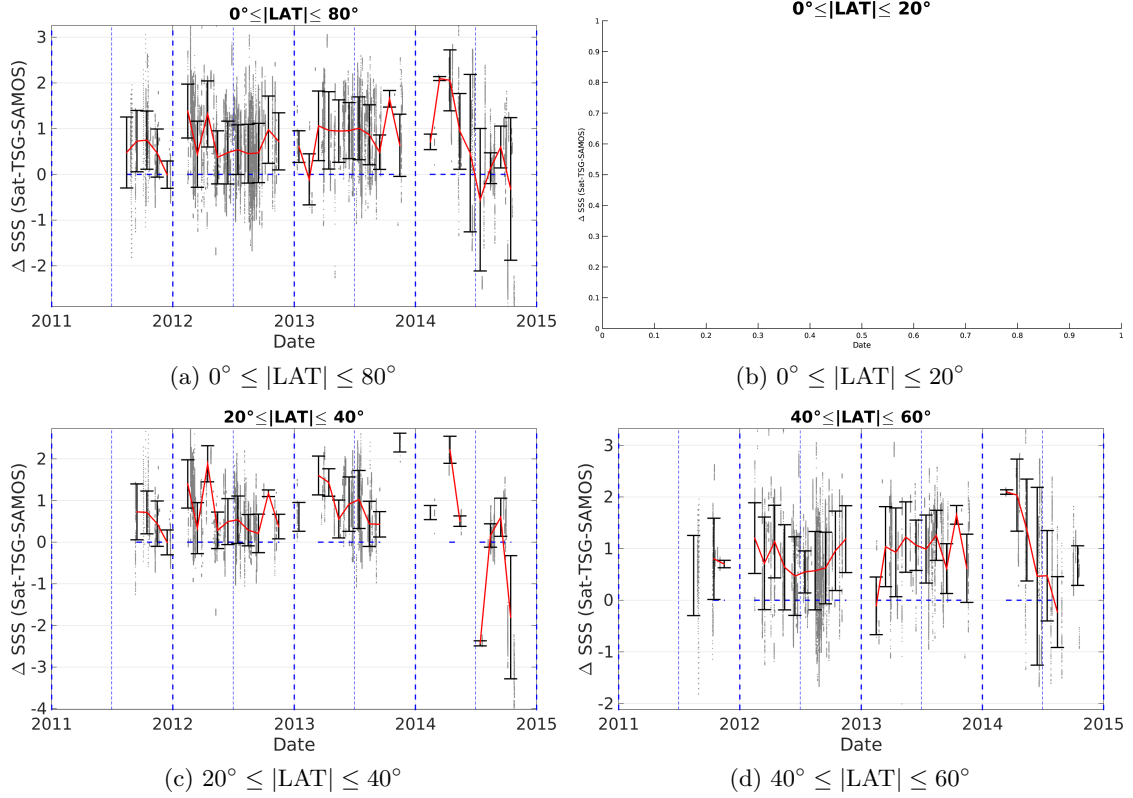 0°≤|LAT|≤ 80°
Δ SSS (Sat-TSG-SAMOS)
3
2
1
0
-1
-2
2011 2012 2013 2014 2015
Date
(a) 0° ≤ |LAT| ≤ 80°
0°≤|LAT|≤ 20°
Δ SSS (Sat-TSG-SAMOS)
1
0.9
0.8
0.7
0.6
0.5
0.4
0.3
0.2
0.1
0
0 0.1 0.2 0.3 0.4 0.5 0.6 0.7 0.8 0.9 1
Date
(b) 0° ≤ |LAT| ≤ 20°
20°≤|LAT|≤ 40°
Δ SSS (Sat-TSG-SAMOS)
2
1
0
-1
-2
-3
-4
2011 2012 2013 2014 2015
Date
(c) 20° ≤ |LAT| ≤ 40°
40°≤|LAT|≤ 60°
Δ SSS (Sat-TSG-SAMOS)
3
2
1
0
-1
-2
2011 2012 2013 2014 2015
Date
(d) 40° ≤ |LAT| ≤ 60°